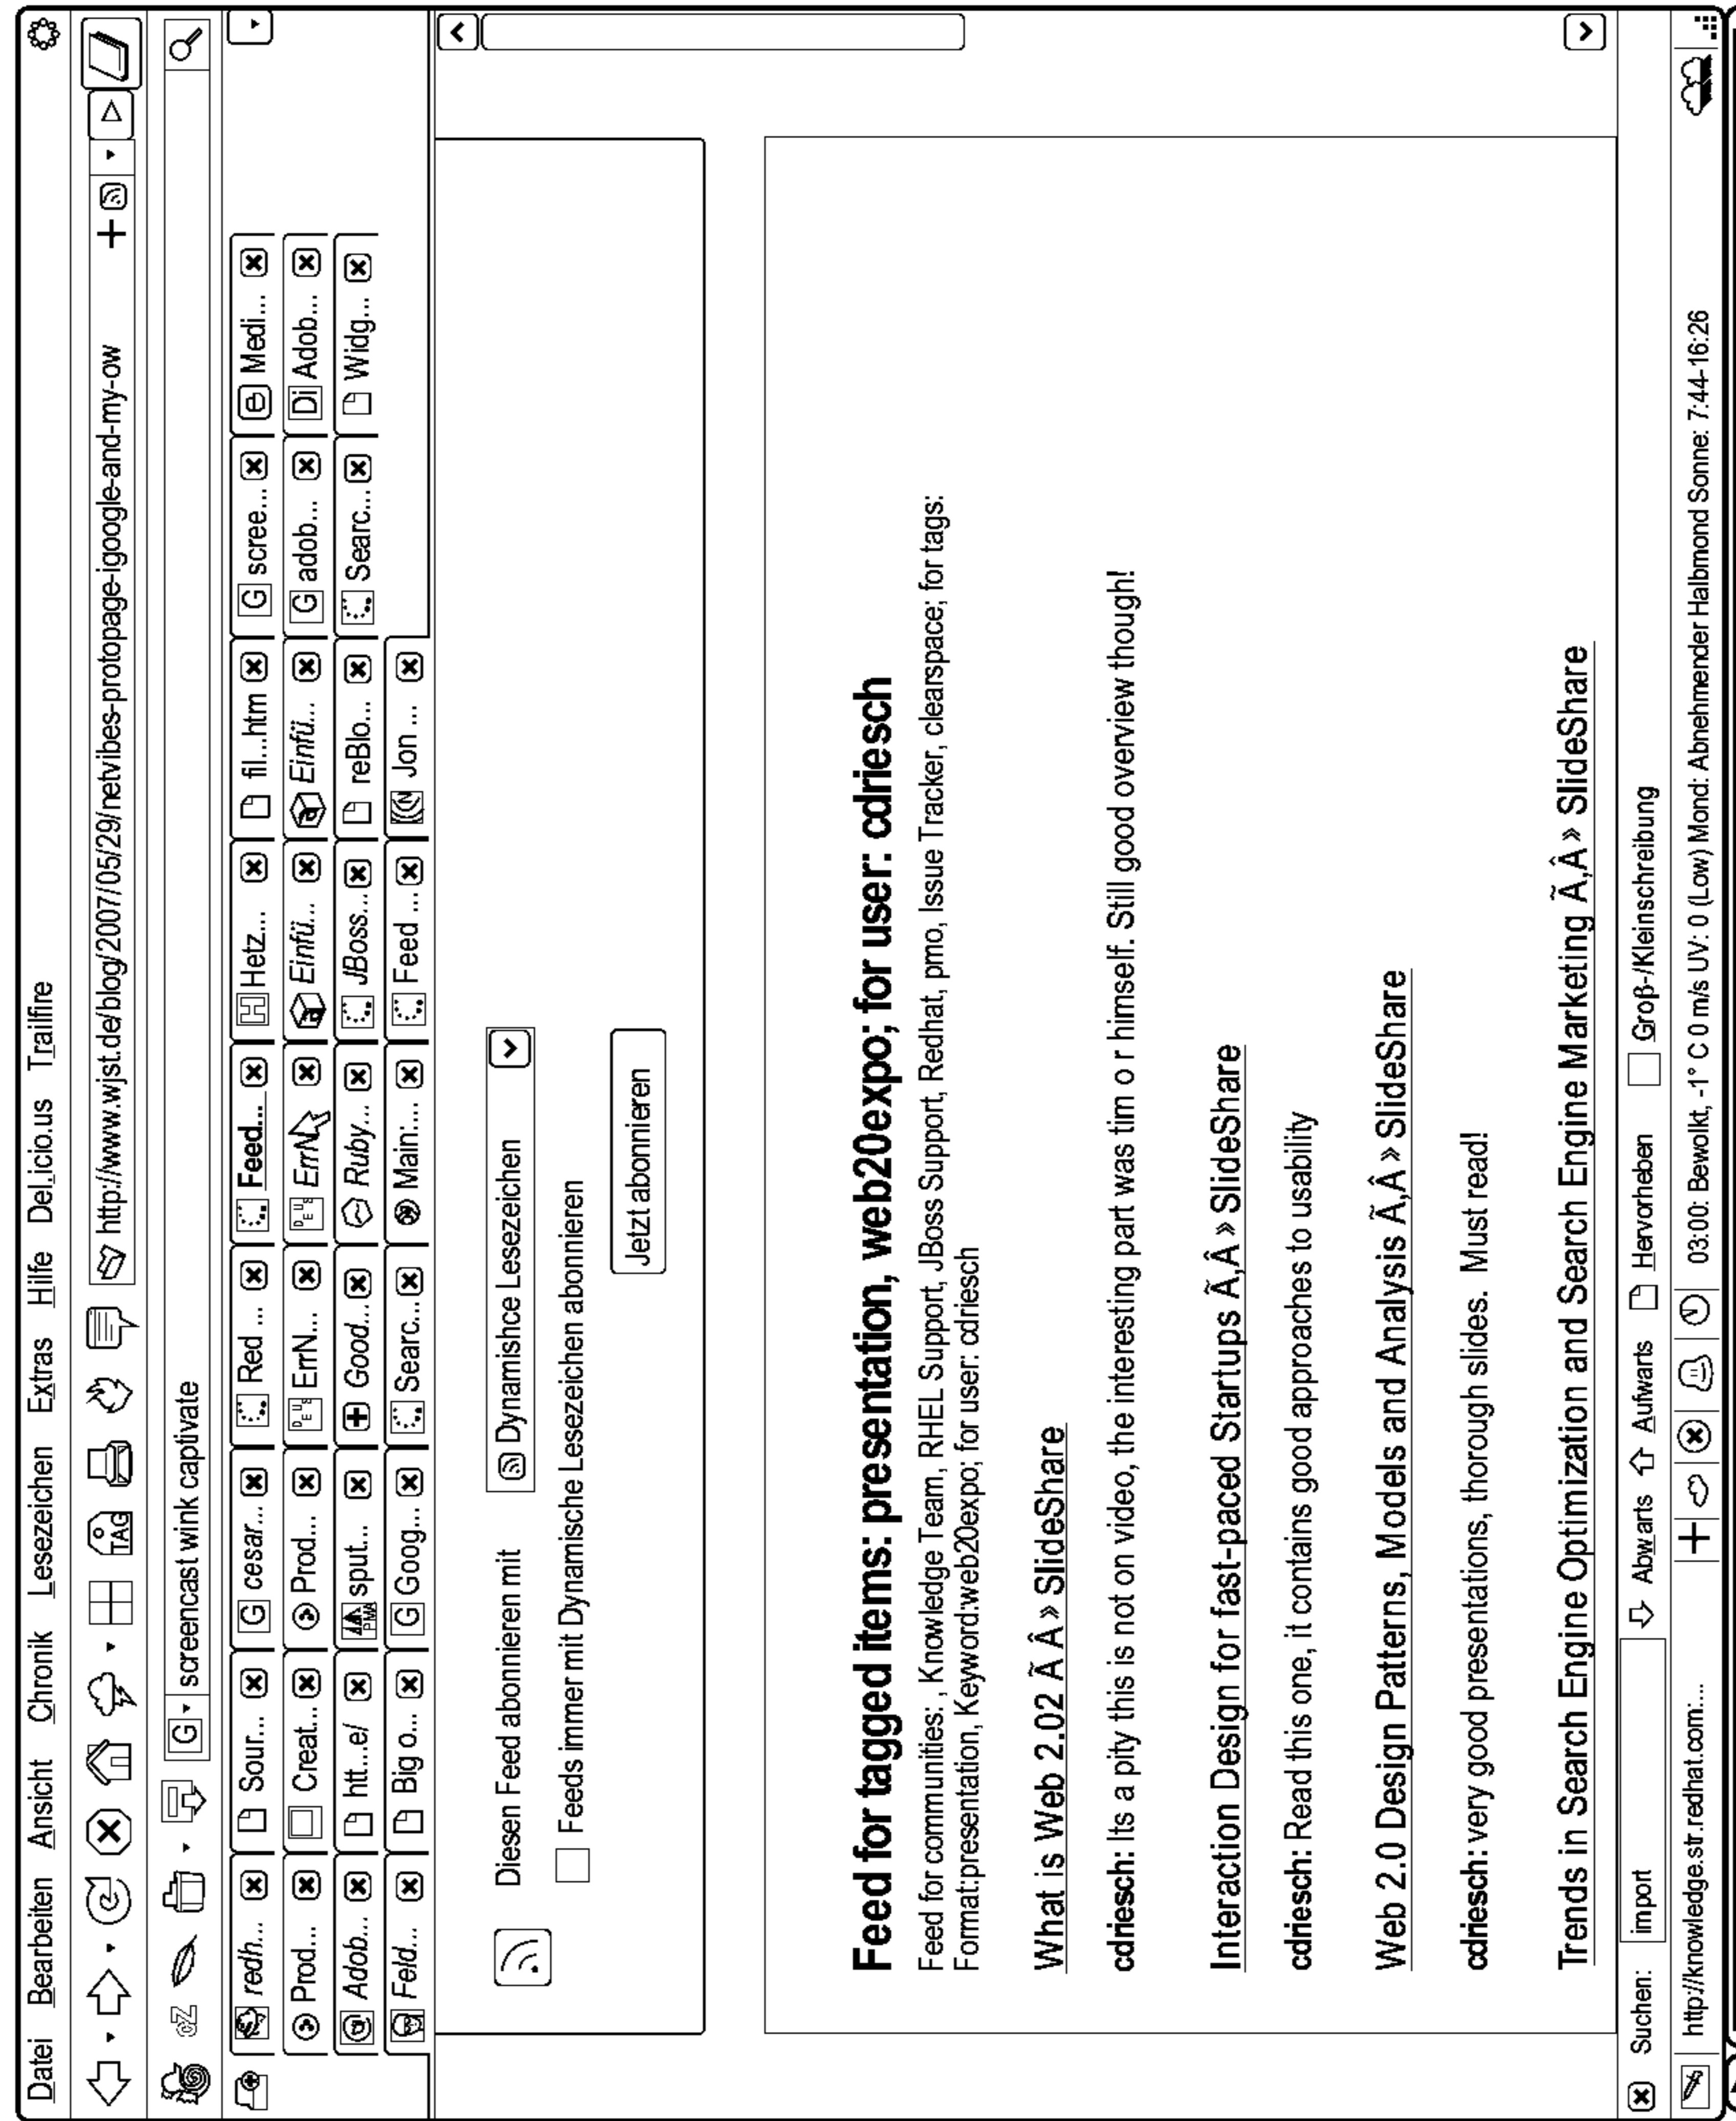 Datei Bearbeiten Ansicht Chronik Lesezeichen Extras Hilfe Del.icio.us Trailfire
TAG http://www.wjst.de/blog/2007/05/29/netvibes-protopage-igoogle-and-my-ow
G screencast wink captivate
redh... Sour... G cesar... Red ... Feed... H Hetz... fil...htm G scree... Medi...
Prod... Creat... Prod... ErrN... ErrN Einfü... Einfü... G adob... Di Adob...
@ Adob... htt...e/ PMA sput... Good... Ruby... JBoss... reBlo... Searc... Widg...
Feld... Big o... G Goog... Searc... Main:... Feed ... Jon ...
Diesen Feed abonnieren mit Dynamishce Lesezeichen
Feeds immer mit Dynamische Lesezeichen abonnieren
Jetzt abonnieren
Feed for tagged items: presentation, web20expo; for user: cdriesch
Feed for communities: , Knowledge Team, RHEL Support, JBoss Support, Redhat, pmo, Issue Tracker, clearspace; for tags:
Format:presentation, Keyword:web20expo; for user: cdriesch
What is Web 2.02 Ã Â » SlideShare
cdriesch: Its a pity this is not on video, the interesting part was tim o r himself. Still good overview though!
Interaction Design for fast-paced Startups Ã,Â » SlideShare
cdriesch: Read this one, it contains good approaches to usability
Web 2.0 Design Patterns, Models and Analysis Ã,Â » SlideShare
cdriesch: very good presentations, thorough slides. Must read!
Trends in Search Engine Optimization and Search Engine Marketing Ã,Â » SlideShare
Suchen: import Abwarts Aufwarts Hervorheben Groβ-/Kleinschreibung
http://knowledge.str.redhat.com:... 03:00: Bewolkt, -1° C 0 m/s UV: 0 (Low) Mond: Abnehmender Halbmond Sonne: 7:44-16:26